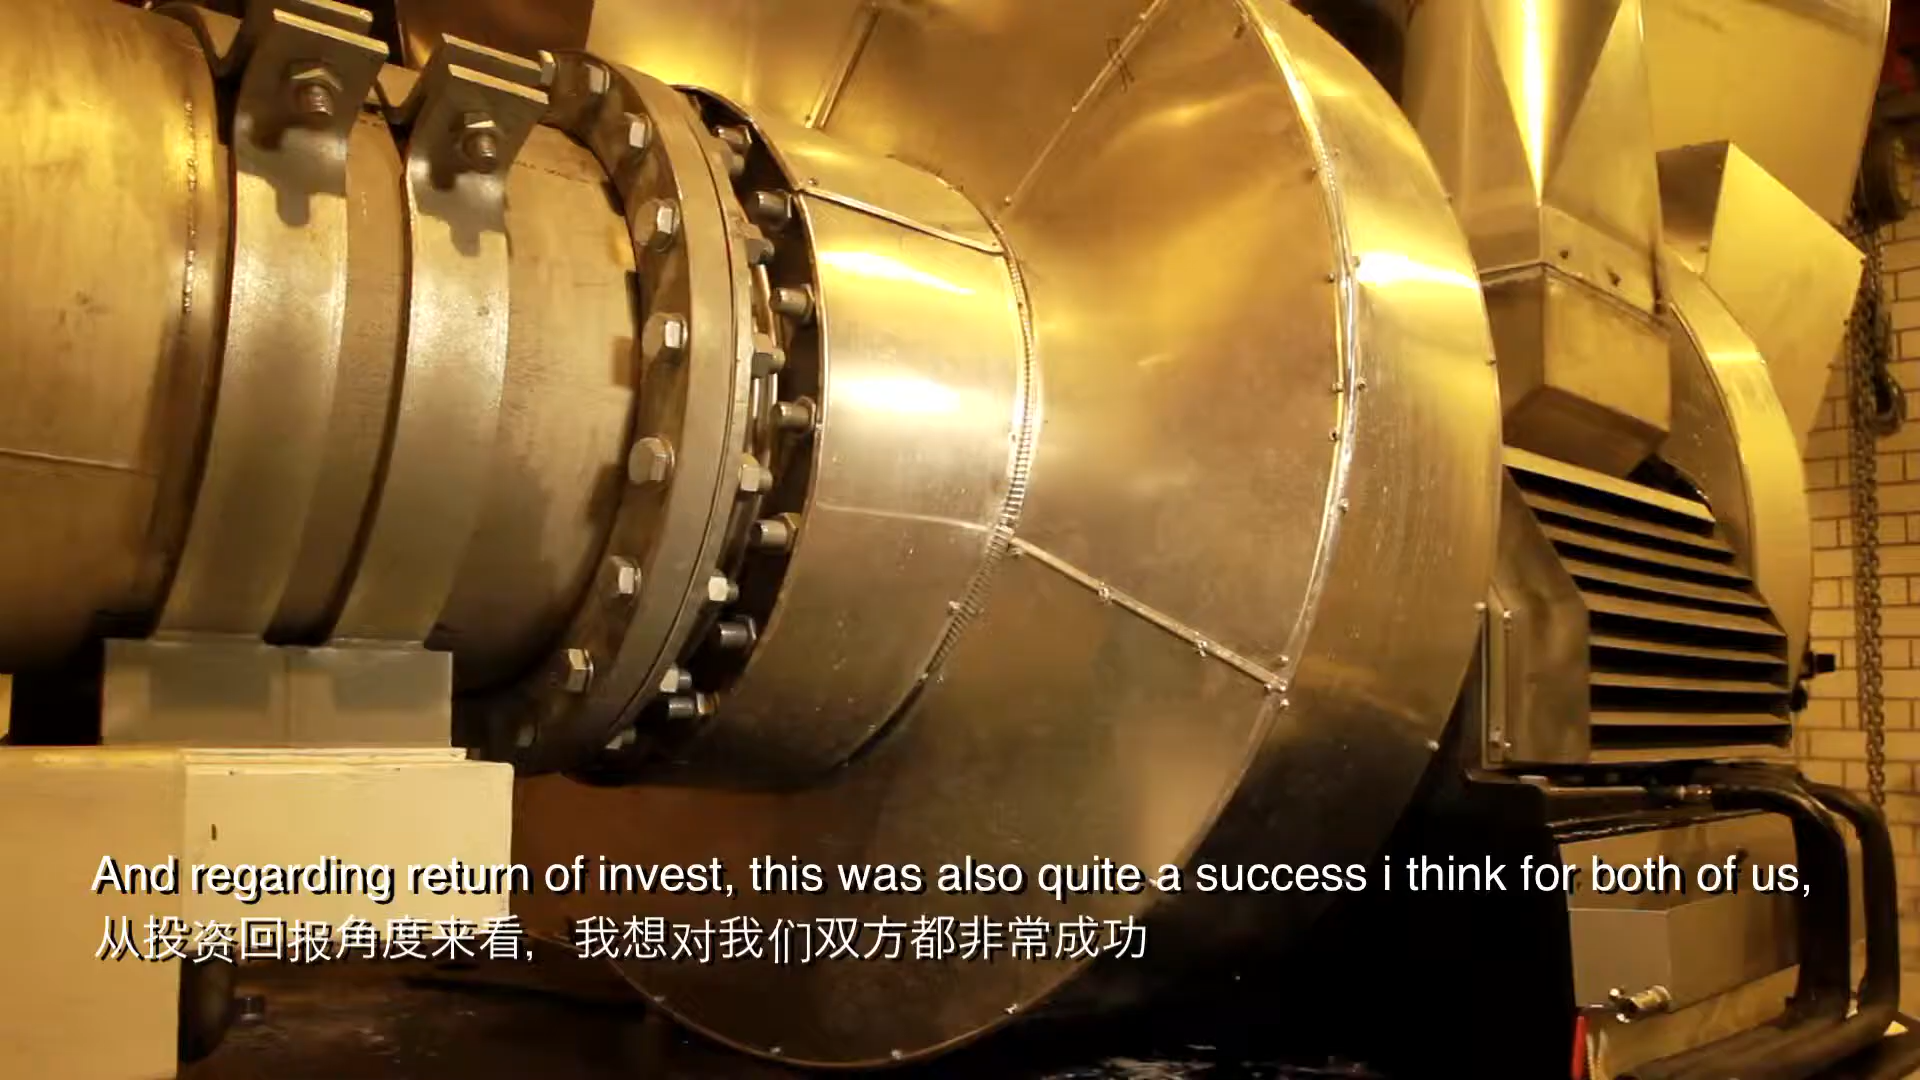 And regarding return of invest, this was also quite a success i think for both of us,
从投资回报角度来看， 我想对我们双方都非常成功